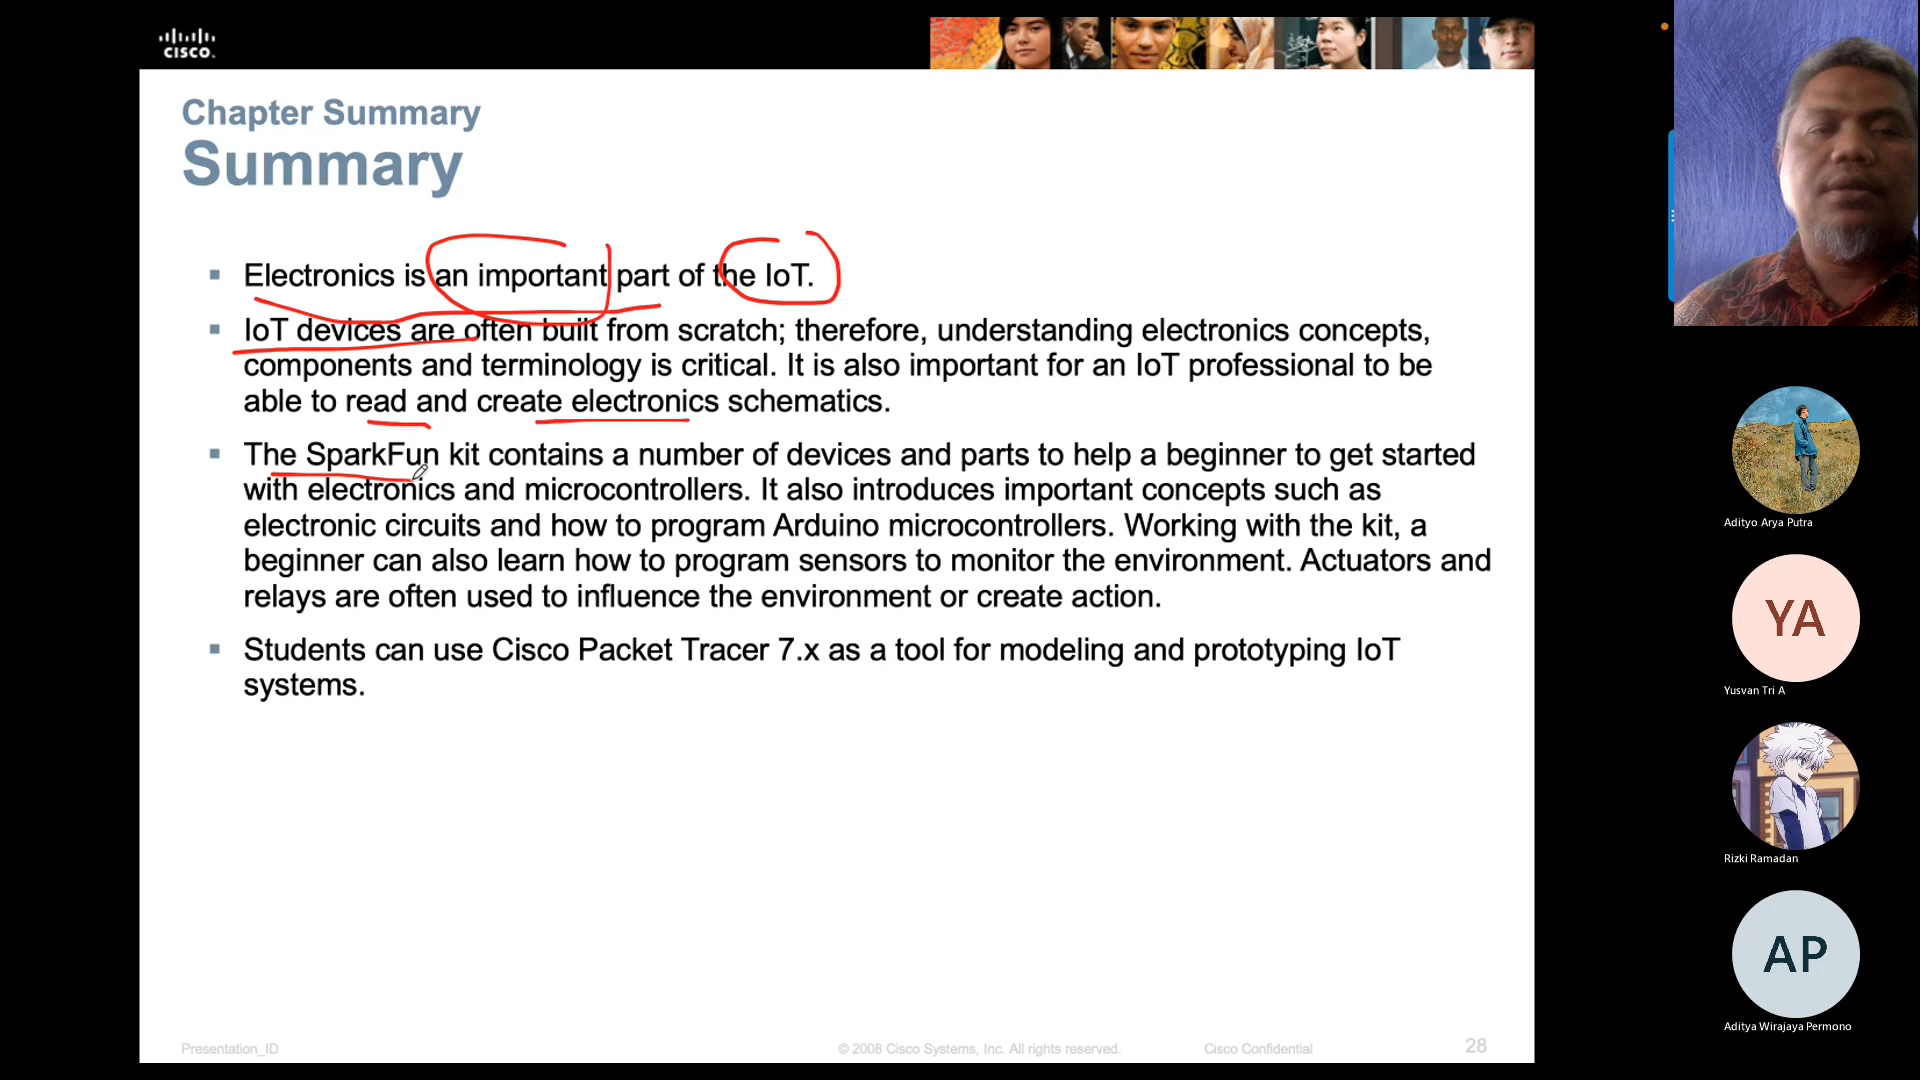 CISCO
Chapter Summary
Summary
Electronics is an important part of the IoT.
IoT devices are often built from scratch; therefore, understanding electronics concepts,
components and terminology is critical. It is also important for an IoT professional to be
able to read and create electronics schematics.
The SparkFun kit contains a number of devices and parts to help a beginner to get started
with electronics and microcontrollers. It also introduces important concepts such as
electronic circuits and how to program Arduino microcontrollers. Working with the kit, a
beginner can also learn how to program sensors to monitor the environment. Actuators and
relays are often used to influence the environment or create action.
Students can use Cisco Packet Tracer 7.x as a tool for modeling and prototyping IoT
systems.
Presentation_ID
© 2008 Cisco Systems, Inc. All rights reserved.
Cisco Confidential
28
Adityo Arya Putra
YA
Yusvan Tri A
Rizki Ramadan
AP
Aditya Wirajaya Permono